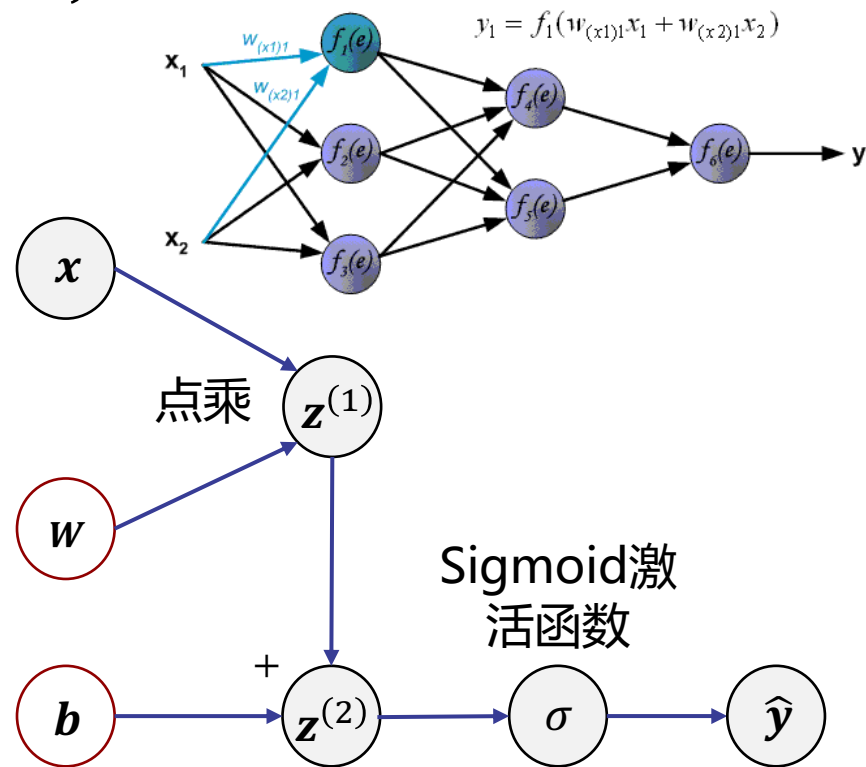 y₁ = f₁(w₍ₓ₁₎₁x₁ + w₍ₓ₂₎₁x₂)
w(x1)1
f₁(e)
x₁
w(x2)1
f₄(e)
f₂(e)
f₆(e)
y
f₅(e)
x₂
f₃(e)
x
点乘
z⁽¹⁾
W
Sigmoid激
活函数
+
b
z⁽²⁾
σ
ŷ